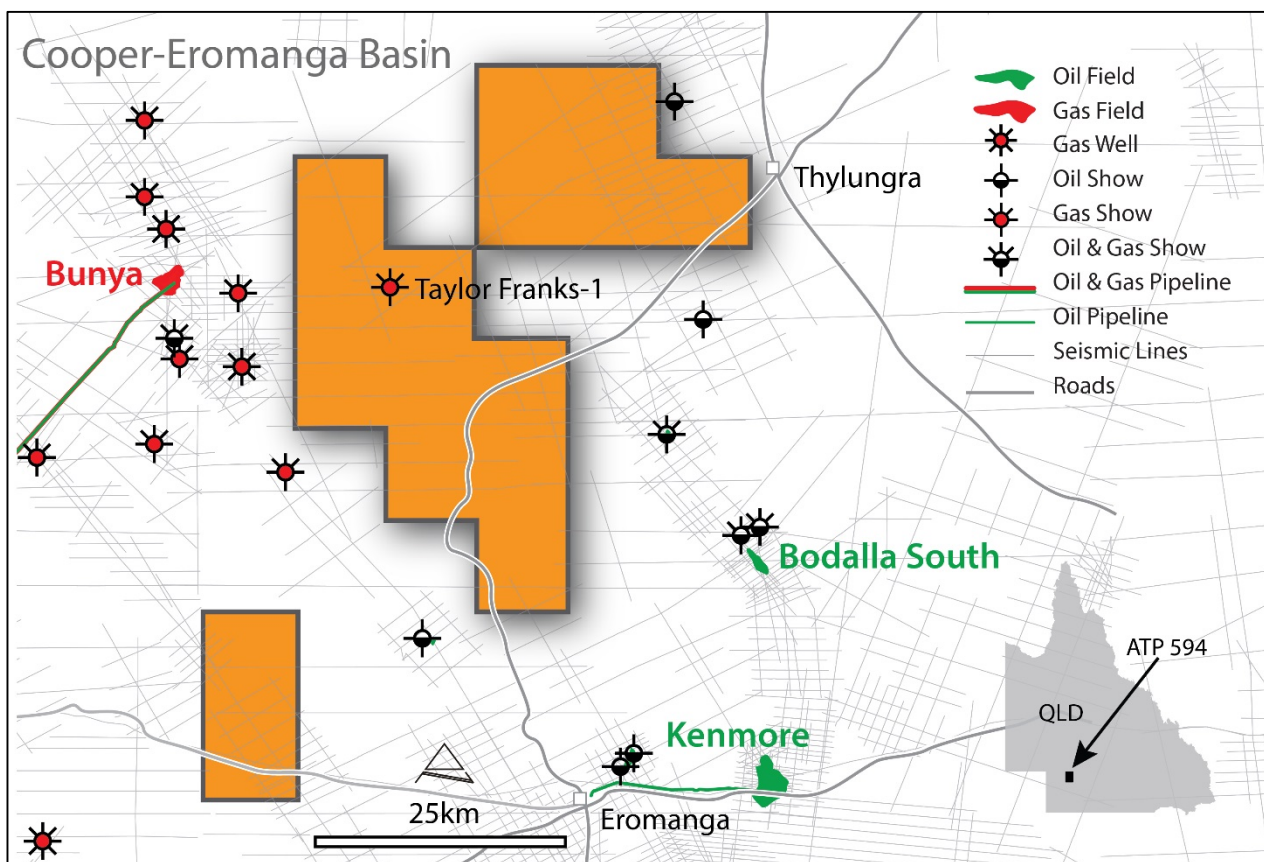 Cooper-Eromanga Basin
Oil Field
Gas Field
Gas Well
Oil Show
Gas Show
Oil & Gas Show
Oil & Gas Pipeline
Oil Pipeline
Seismic Lines
Roads
Thylungra
Bunya
Taylor Franks-1
Bodalla South
ATP 594
QLD
Kenmore
25km
Eromanga